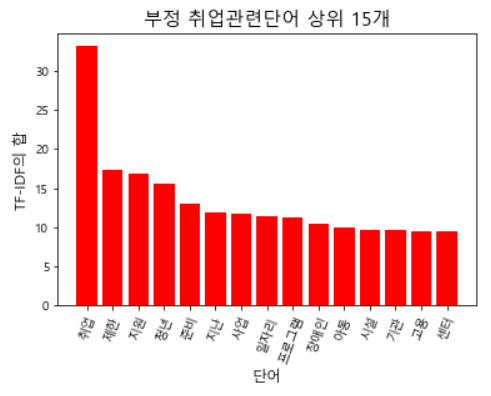 부정 취업관련단어 상위 15개
TF-IDF의 합
30
25
20
15
10
5
0
취업
제한
지원
청년
준비
지난
사업
일자리
프로그램
장애인
아동
시설
기관
고용
센터
단어